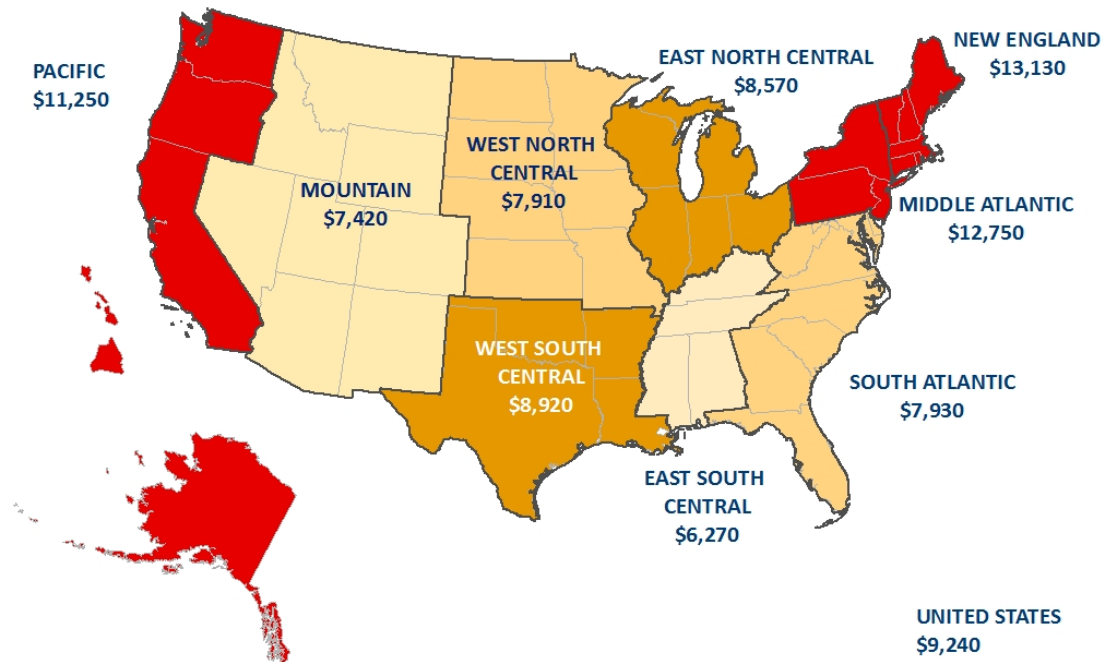 PACIFIC
$11,250
MOUNTAIN
$7,420
WEST NORTH
CENTRAL
$7,910
EAST NORTH CENTRAL
$8,570
NEW ENGLAND
$13,130
MIDDLE ATLANTIC
$12,750
WEST SOUTH
CENTRAL
$8,920
SOUTH ATLANTIC
$7,930
EAST SOUTH
CENTRAL
$6,270
UNITED STATES
$9,240